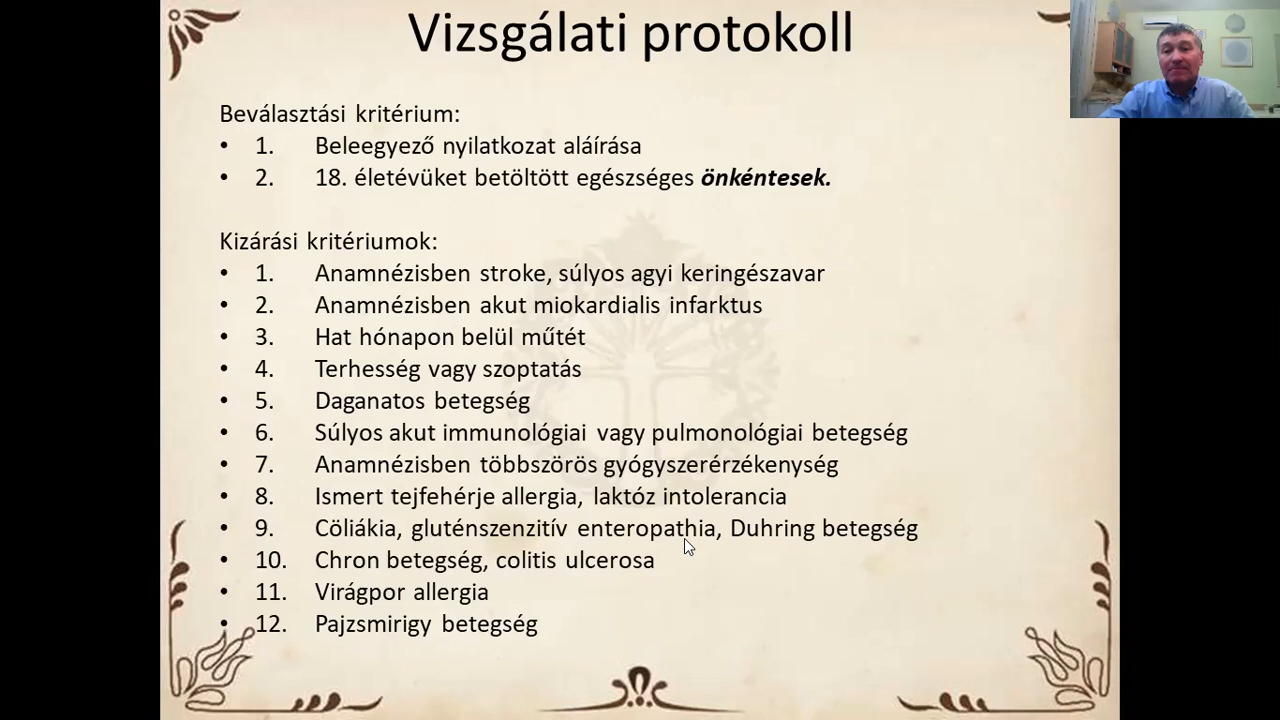 Vizsgálati protokoll
Beválasztási kritérium:
• 1. Beleegyező nyilatkozat aláírása
• 2. 18. életévüket betöltött egészséges önkéntesek.
Kizárási kritériumok:
• 1. Anamnézisben stroke, súlyos agyi keringészavar
• 2. Anamnézisben akut miokardialis infarktus
• 3. Hat hónapon belül műtét
• 4. Terhesség vagy szoptatás
• 5. Daganatos betegség
• 6. Súlyos akut immunológiai vagy pulmonológiai betegség
• 7. Anamnézisben többszörös gyógyszerérzékenység
• 8. Ismert tejfehérje allergia, laktóz intolerancia
• 9. Cöliákia, gluténszenzitív enteropathia, Duhring betegség
• 10. Chron betegség, colitis ulcerosa
• 11. Virágpor allergia
• 12. Pajzsmirigy betegség